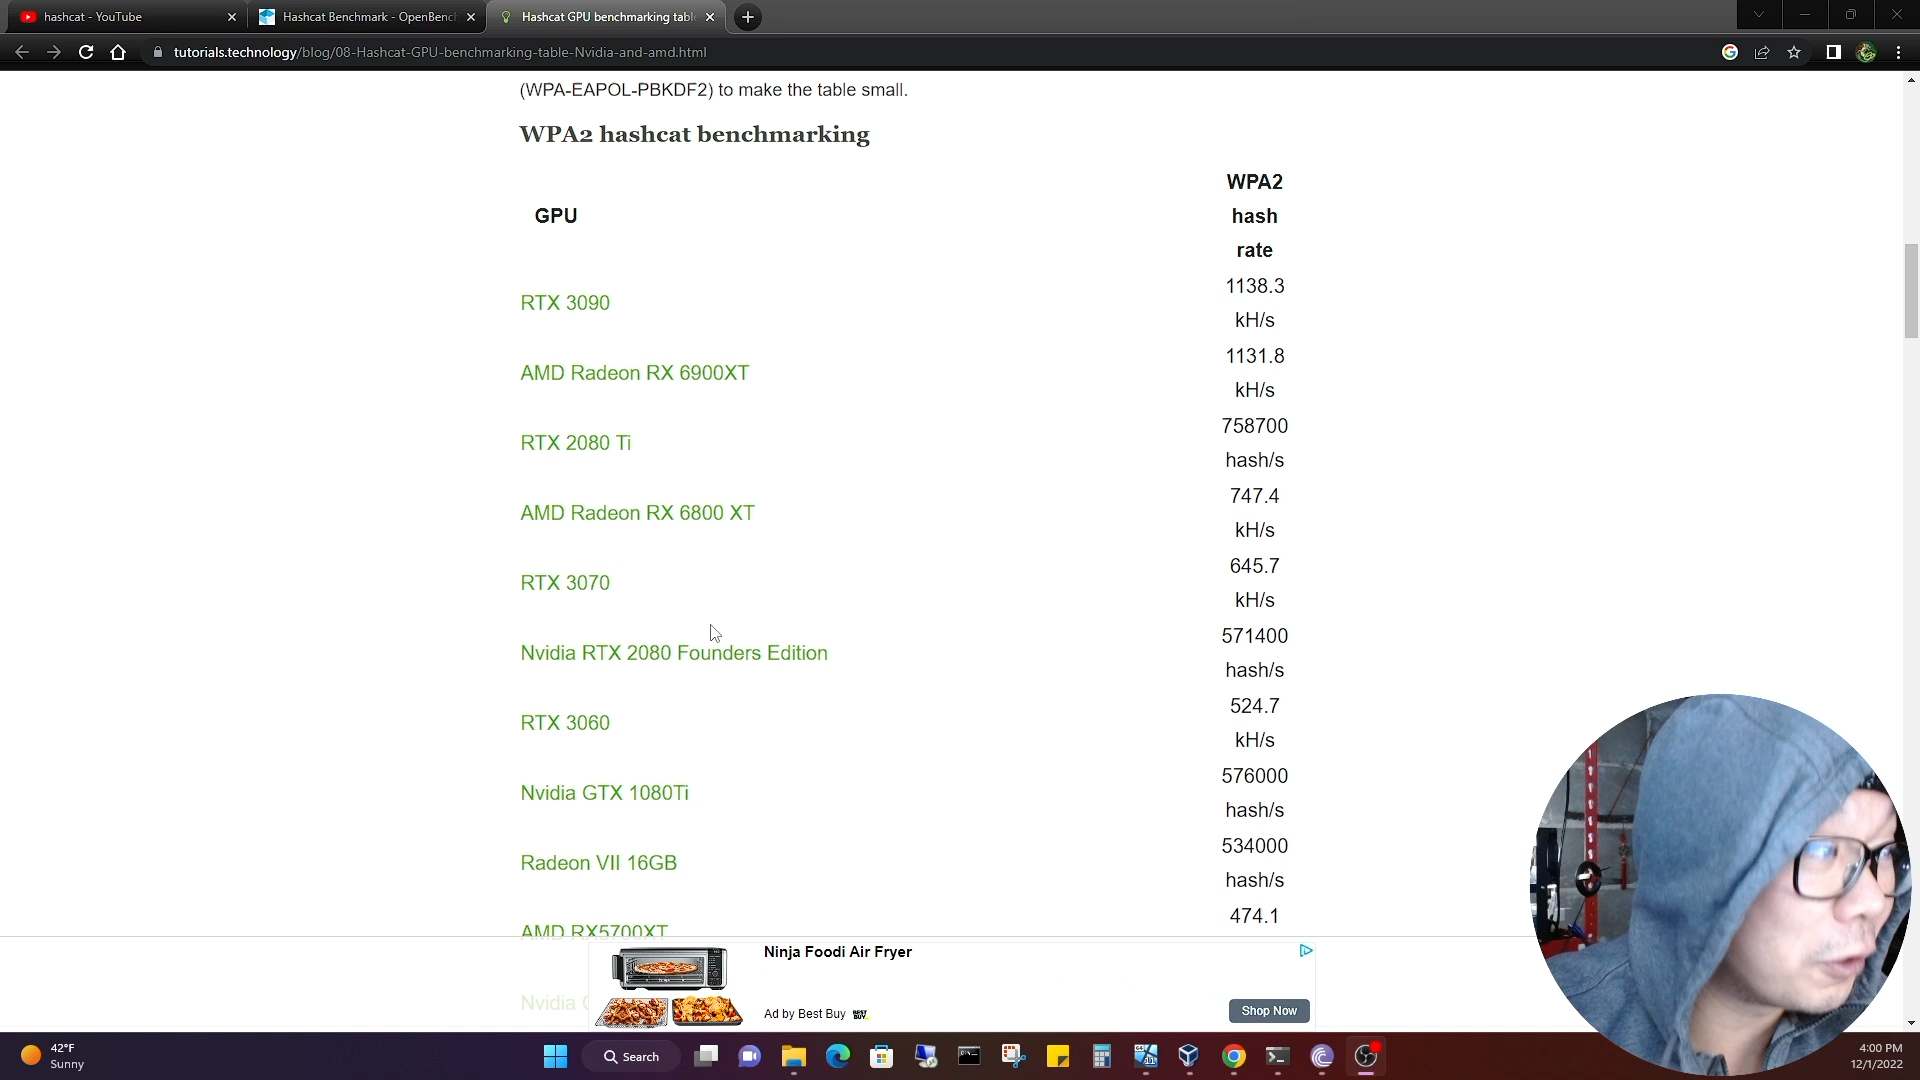 hashcat - YouTube
Hashcat Benchmark - OpenBench
Hashcat GPU benchmarking tabl
tutorials.technology/blog/08-Hashcat-GPU-benchmarking-table-Nvidia-and-amd.html
(WPA-EAPOL-PBKDF2) to make the table small.
WPA2 hashcat benchmarking
GPU
WPA2
hash
rate
RTX 3090
1138.3
kH/s
AMD Radeon RX 6900XT
1131.8
kH/s
RTX 2080 Ti
758700
hash/s
AMD Radeon RX 6800 XT
747.4
kH/s
RTX 3070
645.7
kH/s
Nvidia RTX 2080 Founders Edition
571400
hash/s
RTX 3060
524.7
kH/s
Nvidia GTX 1080Ti
576000
hash/s
Radeon VII 16GB
534000
hash/s
AMD RX5700XT
474.1
Nvidia
Ninja Foodi Air Fryer
Ad by Best Buy
BEST
BUY
Shop Now
42°F
Sunny
Search
4:00 PM
12/1/2022